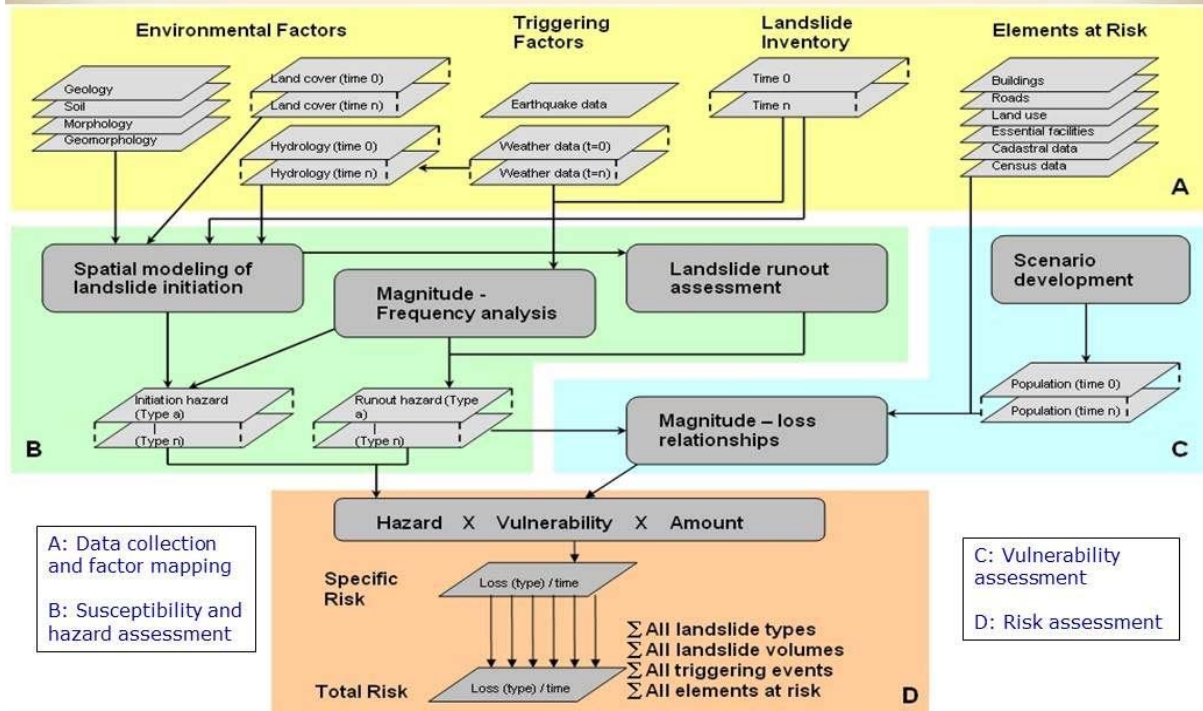 Environmental Factors
Triggering
Factors
Landslide
Inventory
Elements at Risk
Geology
Soil
Morphology
Geomorphology
Land cover (time 0)
Land cover (time n)
Hydrology (time 0)
Hydrology (time n)
Earthquake data
Weather data (t=0)
Weather data (t=n)
Time 0
Time n
Buildings
Roads
Land use
Essential facilities
Cadastral data
Census data
A
Spatial modeling of
landslide initiation
Magnitude -
Frequency analysis
Landslide runout
assessment
Scenario
development
Initiation hazard
(Type a)
(Type n)
Runout hazard (Type
a)
(Type n)
B
Magnitude – loss
relationships
Population (time 0)
Population (time n)
C
Hazard X Vulnerability X Amount
Specific
Risk
Loss (type) / time
∑ All landslide types
∑ All landslide volumes
∑ All triggering events
∑ All elements at risk
Total Risk
Loss (type) / time
D
A: Data collection
and factor mapping
B: Susceptibility and
hazard assessment
C: Vulnerability
assessment
D: Risk assessment